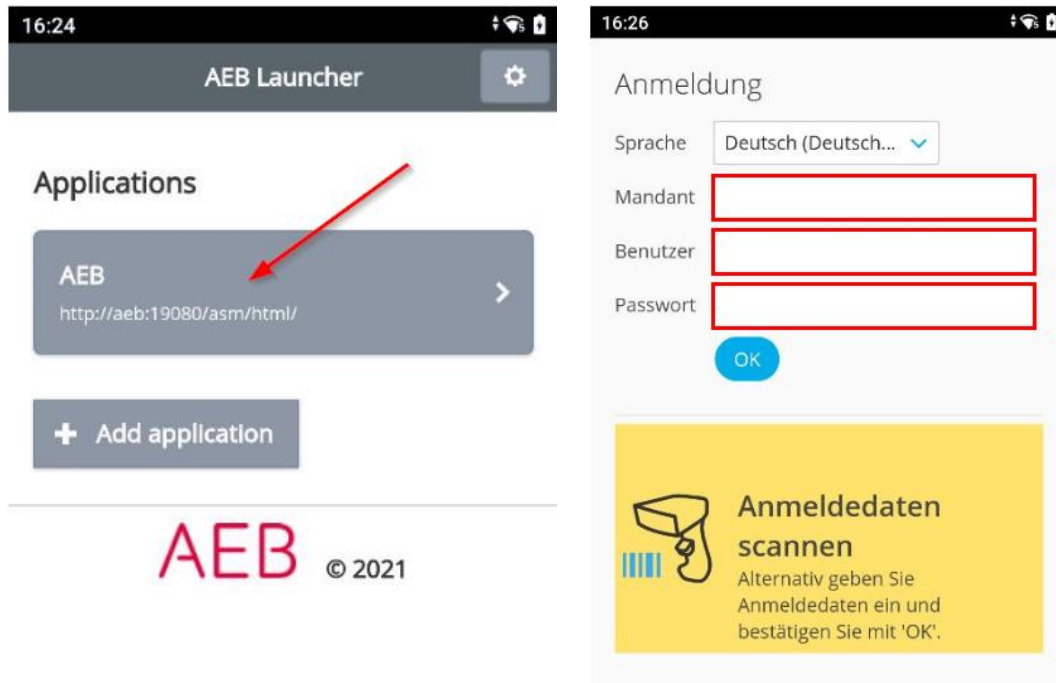 16:24
AEB Launcher
Applications
AEB
http://aeb:19080/asm/html/
Add application
AEB © 2021
16:26
Anmeldung
Sprache Deutsch (Deutsch...
Mandant
Benutzer
Passwort
OK
Anmeldedaten
scannen
Alternativ geben Sie
Anmeldedaten ein und
bestätigen Sie mit 'OK'.